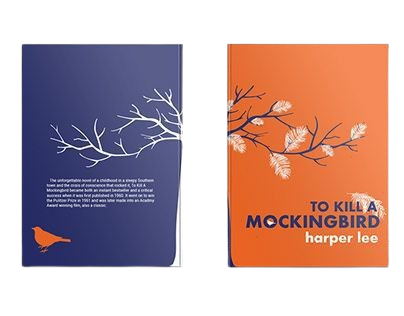 The unforgettable novel of a childhood in a sleepy Southern
town and the crisis of conscience that rocked it, To Kill A
Mockingbird became both an instant bestseller and a critical
success when it was first published in 1960. It went on to win
the Pulitzer Prize in 1961 and was later made into an Academy
Award winning film, also a classic.
TO KILL A
MOCKINGBIRD
harper lee